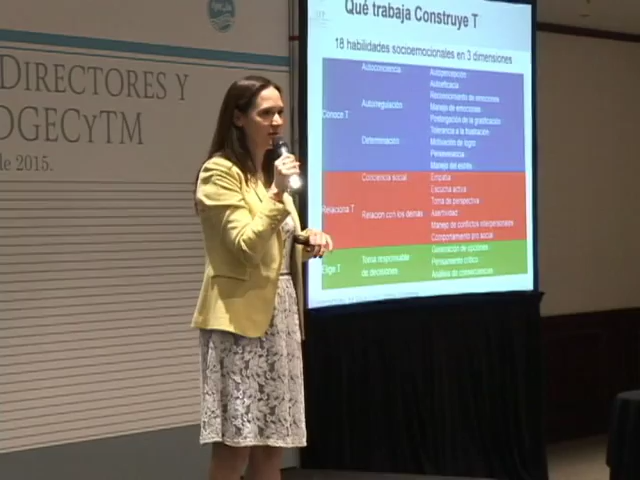 DIRECTORES Y
DGECYTM
de 2015.
Qué trabaja Construye T
18 habilidades socioemocionales en 3 dimensiones
Conoce T
Autoconciencia
Autopercepción
Autoeficacia
Reconocimiento de emociones
Autorregulación
Manejo de emociones
Postergación de la gratificación
Tolerancia a la frustración
Determinación
Motivación de logro
Perseverancia
Manejo del estrés
Relaciona T
Conciencia social
Empatía
Escucha activa
Toma de perspectiva
Relación con los demás
Asertividad
Manejo de conflictos interpersonales
Comportamiento pro social
Elige T
Toma responsable
de decisiones
Generación de opciones
Pensamiento crítico
Análisis de consecuencias